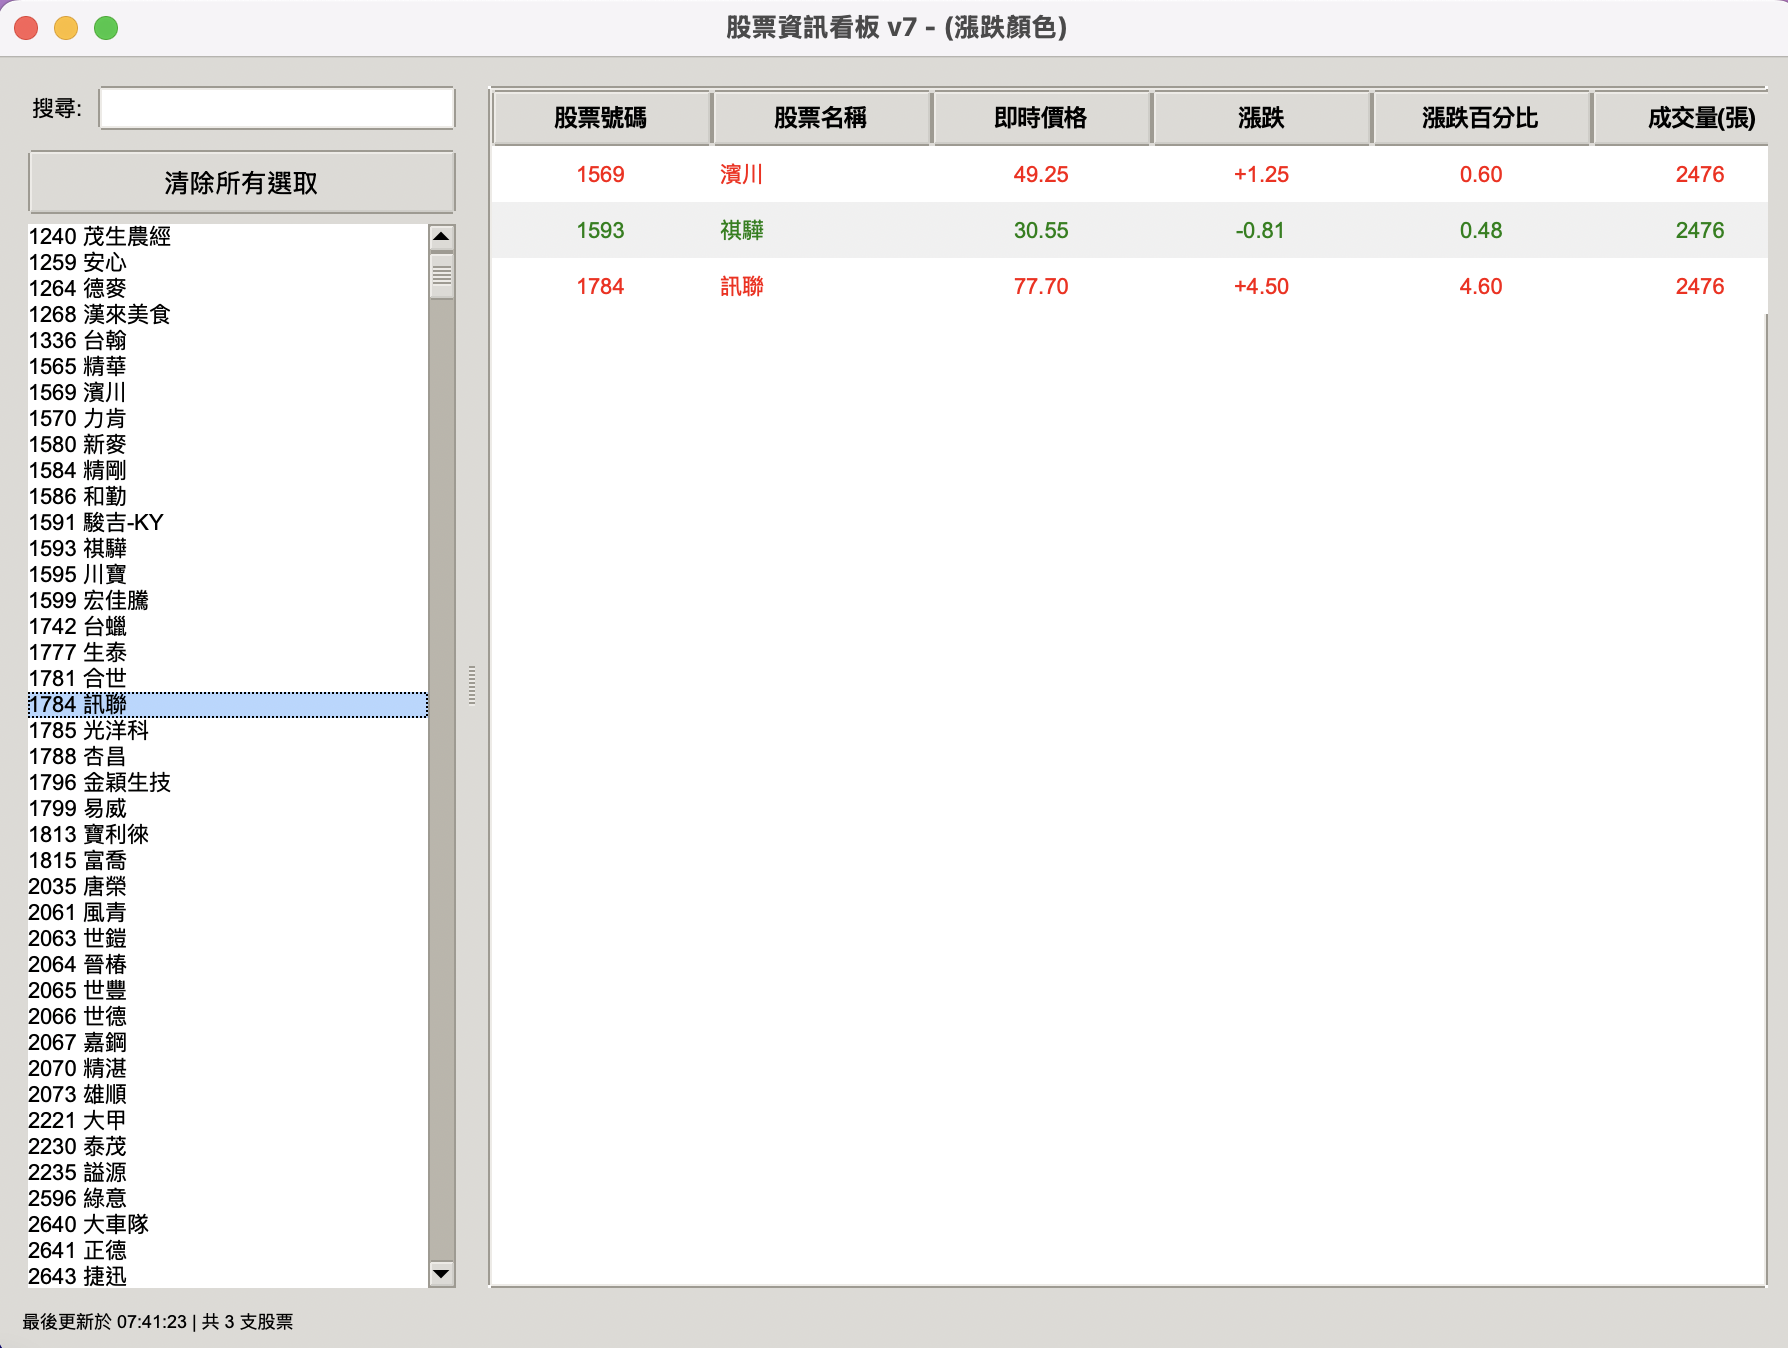 股票資訊看板 v7 - (漲跌顏色)
搜尋:
清除所有選取
1240 茂生農經
1259 安心
1264 德麥
1268 漢來美食
1336 台翰
1565 精華
1569 濱川
1570 力肯
1580 新麥
1584 精剛
1586 和勤
1591 駿吉-KY
1593 祺驊
1595 川寶
1599 宏佳騰
1742 台蠟
1777 生泰
1781 合世
1784 訊聯
1785 光洋科
1788 杏昌
1796 金穎生技
1799 易威
1813 寶利徠
1815 富喬
2035 唐榮
2061 風青
2063 世鎧
2064 晉椿
2065 世豐
2066 世德
2067 嘉鋼
2070 精湛
2073 雄順
2221 大甲
2230 泰茂
2235 謚源
2596 綠意
2640 大車隊
2641 正德
2643 捷迅
股票號碼 股票名稱 即時價格 漲跌 漲跌百分比 成交量(張)
1569 濱川 49.25 +1.25 0.60 2476
1593 祺驊 30.55 -0.81 0.48 2476
1784 訊聯 77.70 +4.50 4.60 2476
最後更新於 07:41:23 | 共 3 支股票